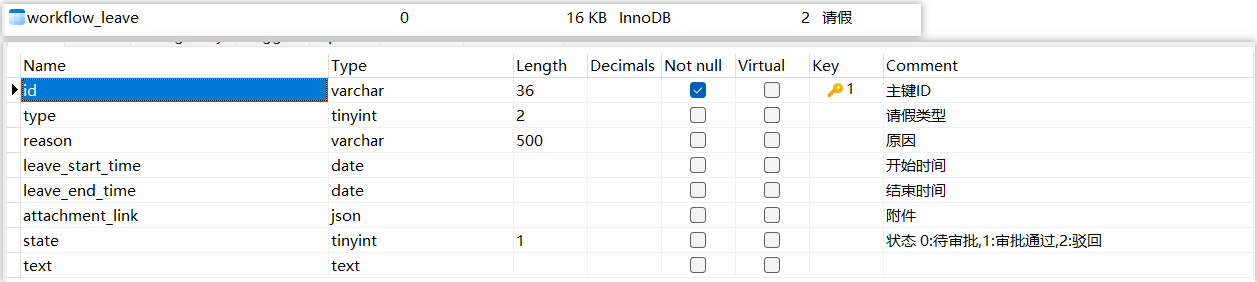 workflow_leave 0 16 KB InnoDB 2 请假
Name Type Length Decimals Not null Virtual Key Comment
id varchar 36 1 主键ID
type tinyint 2 请假类型
reason varchar 500 原因
leave_start_time date 开始时间
leave_end_time date 结束时间
attachment_link json 附件
state tinyint 1 状态 0:待审批,1:审批通过,2:驳回
text text